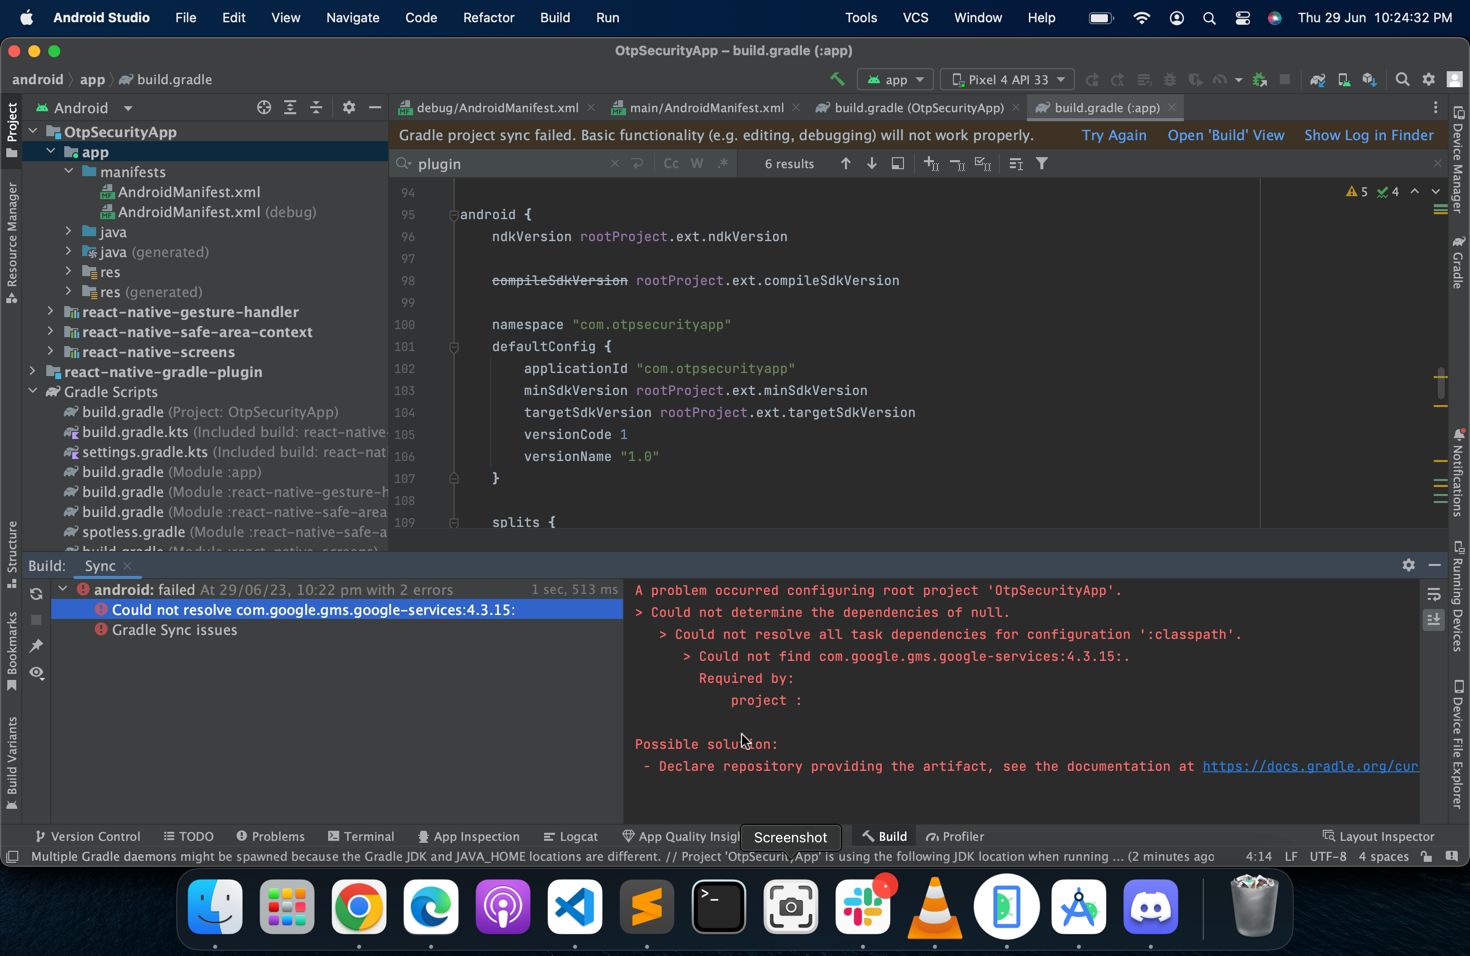 Android Studio File Edit View Navigate Code Refactor Build Run Tools VCS Window Help Thu 29 Jun 10:24:32 PM
OtpSecurityApp – build.gradle (:app)
android app build.gradle
app Pixel 4 API 33
Project
Android
debug/AndroidManifest.xml main/AndroidManifest.xml build.gradle (OtpSecurityApp) build.gradle (:app)
OtpSecurityApp
Gradle project sync failed. Basic functionality (e.g. editing, debugging) will not work properly. Try Again Open 'Build' View Show Log in Finder
app
plugin Cc W .* 6 results
manifests
AndroidManifest.xml
AndroidManifest.xml (debug)
java
java (generated)
res
res (generated)
react-native-gesture-handler
react-native-safe-area-context
react-native-screens
react-native-gradle-plugin
Gradle Scripts
build.gradle (Project: OtpSecurityApp)
build.gradle.kts (Included build: react-native-
settings.gradle.kts (Included build: react-nat
build.gradle (Module :app)
build.gradle (Module :react-native-gesture-h
build.gradle (Module :react-native-safe-area
spotless.gradle (Module :react-native-safe-a
build.gradle (Module :react-native-screens)
Resource Manager
Structure
Bookmarks
Build Variants
94
95 android {
96 ndkVersion rootProject.ext.ndkVersion
97
98 compileSdkVersion rootProject.ext.compileSdkVersion
99
100 namespace "com.otpsecurityapp"
101 defaultConfig {
102 applicationId "com.otpsecurityapp"
103 minSdkVersion rootProject.ext.minSdkVersion
104 targetSdkVersion rootProject.ext.targetSdkVersion
105 versionCode 1
106 versionName "1.0"
107 }
108
109 splits {
5 4
Device Manager
Gradle
Notifications
Running Devices
Device File Explorer
Build: Sync
android: failed At 29/06/23, 10:22 pm with 2 errors 1 sec, 513 ms
Could not resolve com.google.gms.google-services:4.3.15:
Gradle Sync issues
A problem occurred configuring root project 'OtpSecurityApp'.
> Could not determine the dependencies of null.
> Could not resolve all task dependencies for configuration ':classpath'.
> Could not find com.google.gms.google-services:4.3.15:.
Required by:
project :
Possible solution:
- Declare repository providing the artifact, see the documentation at https://docs.gradle.org/cur
Version Control TODO Problems Terminal App Inspection Logcat App Quality Insigh Screenshot Build Profiler Layout Inspector
Multiple Gradle daemons might be spawned because the Gradle JDK and JAVA_HOME locations are different. // Project 'OtpSecurityApp' is using the following JDK location when running ... (2 minutes ago 4:14 LF UTF-8 4 spaces